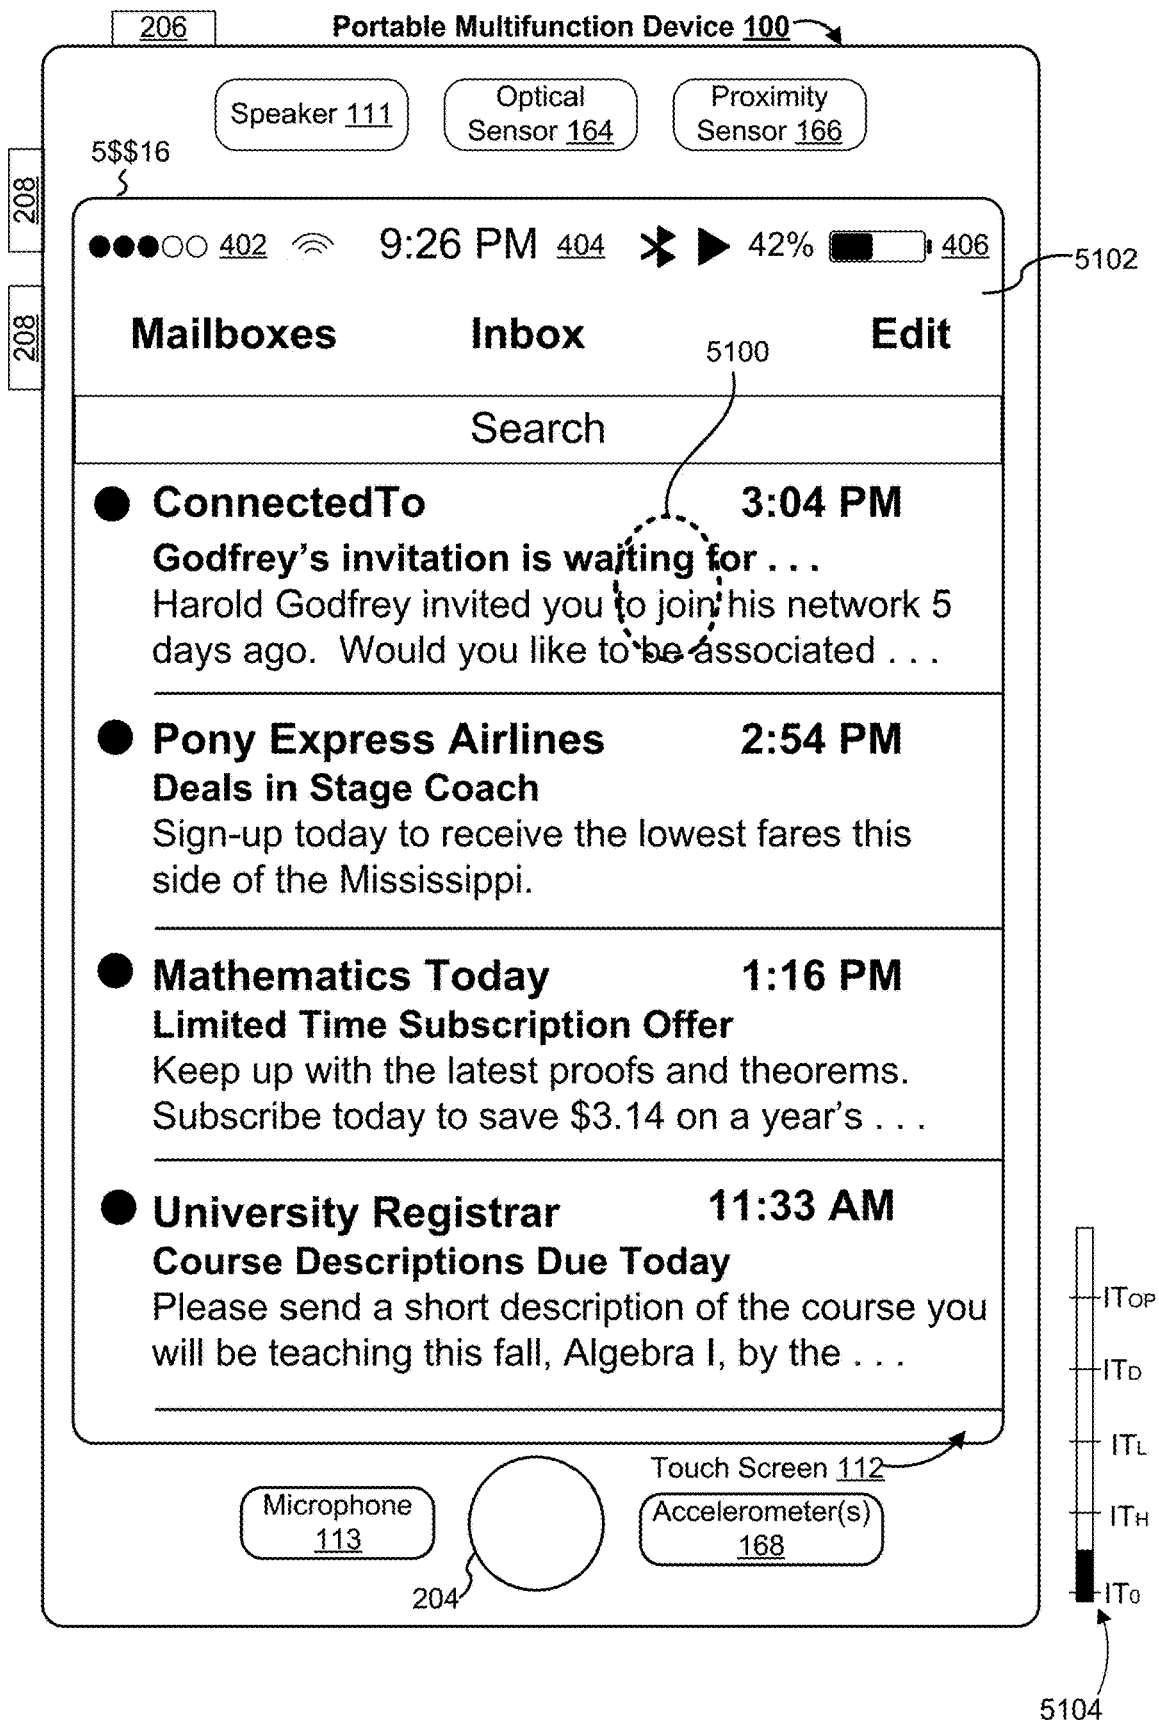 206
Portable Multifunction Device 100
Speaker 111
Optical
Sensor 164
Proximity
Sensor 166
5$$16
208
402 9:26 PM 404 42% 406
5102
208
Mailboxes Inbox Edit
5100
Search
ConnectedTo 3:04 PM
Godfrey’s invitation is waiting for . . .
Harold Godfrey invited you to join his network 5
days ago. Would you like to be associated . . .
Pony Express Airlines 2:54 PM
Deals in Stage Coach
Sign-up today to receive the lowest fares this
side of the Mississippi.
Mathematics Today 1:16 PM
Limited Time Subscription Offer
Keep up with the latest proofs and theorems.
Subscribe today to save $3.14 on a year’s . . .
University Registrar 11:33 AM
Course Descriptions Due Today
Please send a short description of the course you
will be teaching this fall, Algebra I, by the . . .
ITOP
ITD
ITL
ITH
IT0
Touch Screen 112
Microphone
113
Accelerometer(s)
168
204
5104